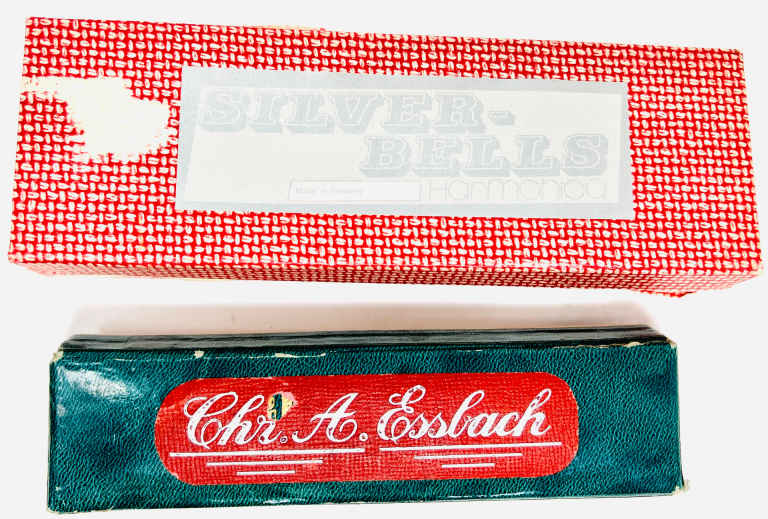 SILVER-
BELLS
Harmonica
Chr. A. Essbach